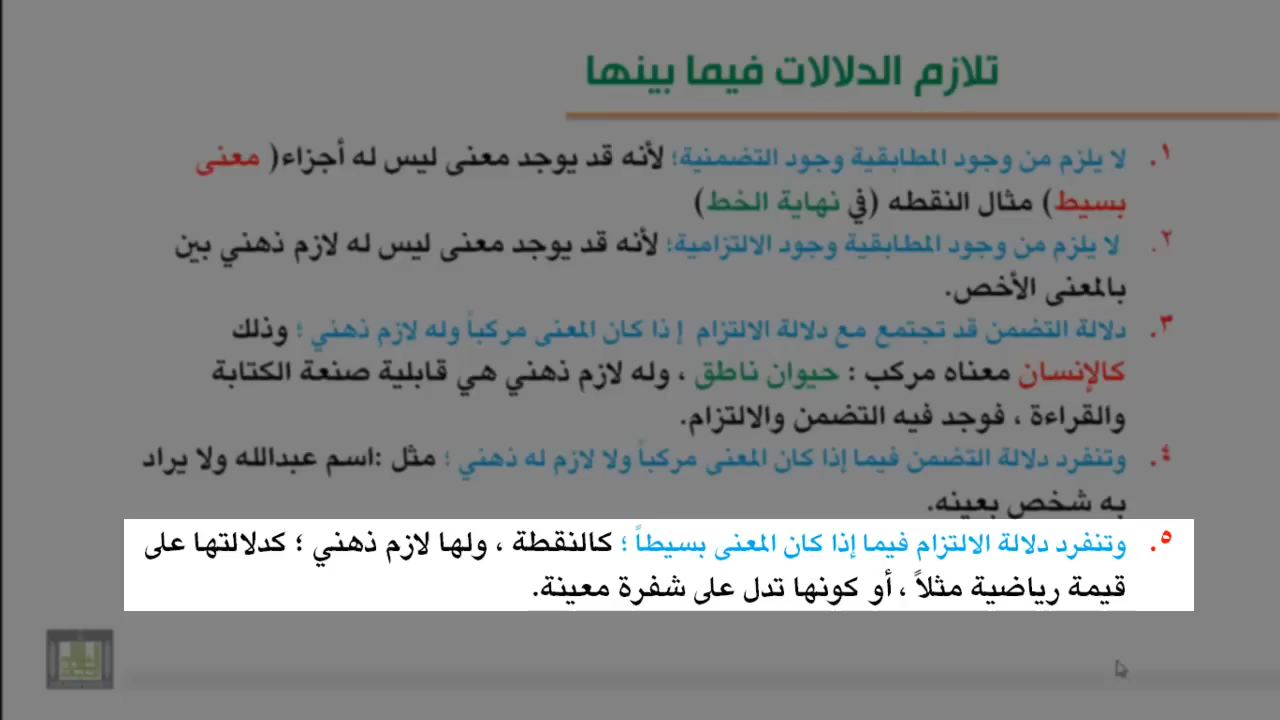 تلازم الدلالات فيما بينها
١. لا يلزم من وجود المطابقية وجود التضمنية؛ لأنه قد يوجد معنى ليس له أجزاء( معنى
بسيط) مثال النقطه (في نهاية الخط)
٢. لا يلزم من وجود المطابقية وجود الالتزامية؛ لأنه قد يوجد معنى ليس له لازم ذهني بين
بالمعنى الأخص.
٣. دلالة التضمن قد تجتمع مع دلالة الالتزام إذا كان المعنى مركباً وله لازم ذهني ؛ وذلك
كالإنسان معناه مركب : حيوان ناطق ، وله لازم ذهني هي قابلية صنعة الكتابة
والقراءة ، فوجد فيه التضمن والالتزام.
٤. وتنفرد دلالة التضمن فيما إذا كان المعنى مركباً ولا لازم له ذهني ؛ مثل :اسم عبدالله ولا يراد
به شخص بعينه.
٥. وتنفرد دلالة الالتزام فيما إذا كان المعنى بسيطاً ؛ كالنقطة ، ولها لازم ذهني ؛ كدلالتها على
قيمة رياضية مثلاً ، أو كونها تدل على شفرة معينة.